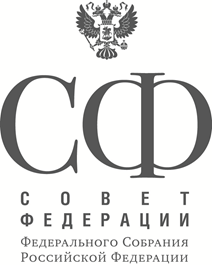 СФ
СОВЕТ
ФЕДЕРАЦИИ
ФЕДЕРАЛЬНОГО СОБРАНИЯ
РОССИЙСКОЙ ФЕДЕРАЦИИ